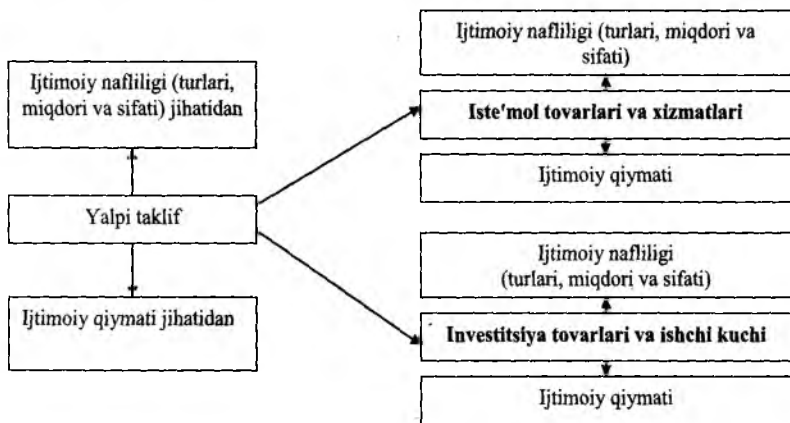 Ijtimoiy nafliligi (turlari,
miqdori va sifati) jihatidan
Yalpi taklif
Ijtimoiy qiymati jihatidan
Ijtimoiy nafliligi (turlari, miqdori va
sifati)
Iste'mol tovarlari va xizmatlari
Ijtimoiy qiymati
Ijtimoiy nafliligi
(turlari, miqdori va sifati)
Investitsiya tovarlari va ishchi kuchi
Ijtimoiy qiymati